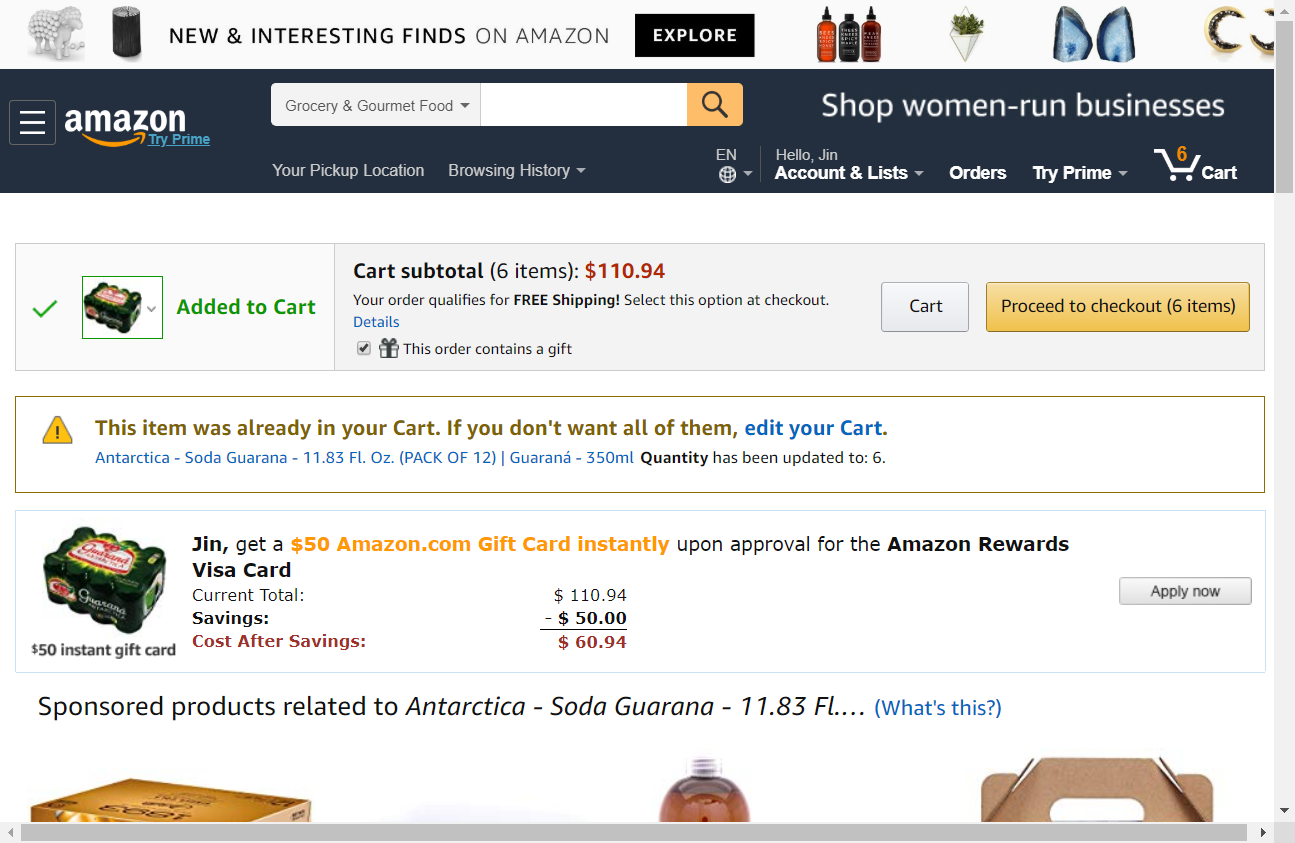 NEW & INTERESTING FINDS ON AMAZON EXPLORE
Grocery & Gourmet Food
Shop women-run businesses
amazon
Try Prime
Your Pickup Location
Browsing History
EN
Hello, Jin
Account & Lists
Orders
Try Prime
6
Cart
Added to Cart
Cart subtotal (6 items): $110.94
Your order qualifies for FREE Shipping! Select this option at checkout.
Details
This order contains a gift
Cart
Proceed to checkout (6 items)
This item was already in your Cart. If you don't want all of them, edit your Cart.
Antarctica - Soda Guarana - 11.83 Fl. Oz. (PACK OF 12) | Guaraná - 350ml Quantity has been updated to: 6.
Guaraná
Guaraná
ANTARCTICA
$50 instant gift card
Jin, get a $50 Amazon.com Gift Card instantly upon approval for the Amazon Rewards
Visa Card
Current Total: $ 110.94
Savings: - $ 50.00
Cost After Savings: $ 60.94
Apply now
Sponsored products related to Antarctica - Soda Guarana - 11.83 Fl.... (What's this?)